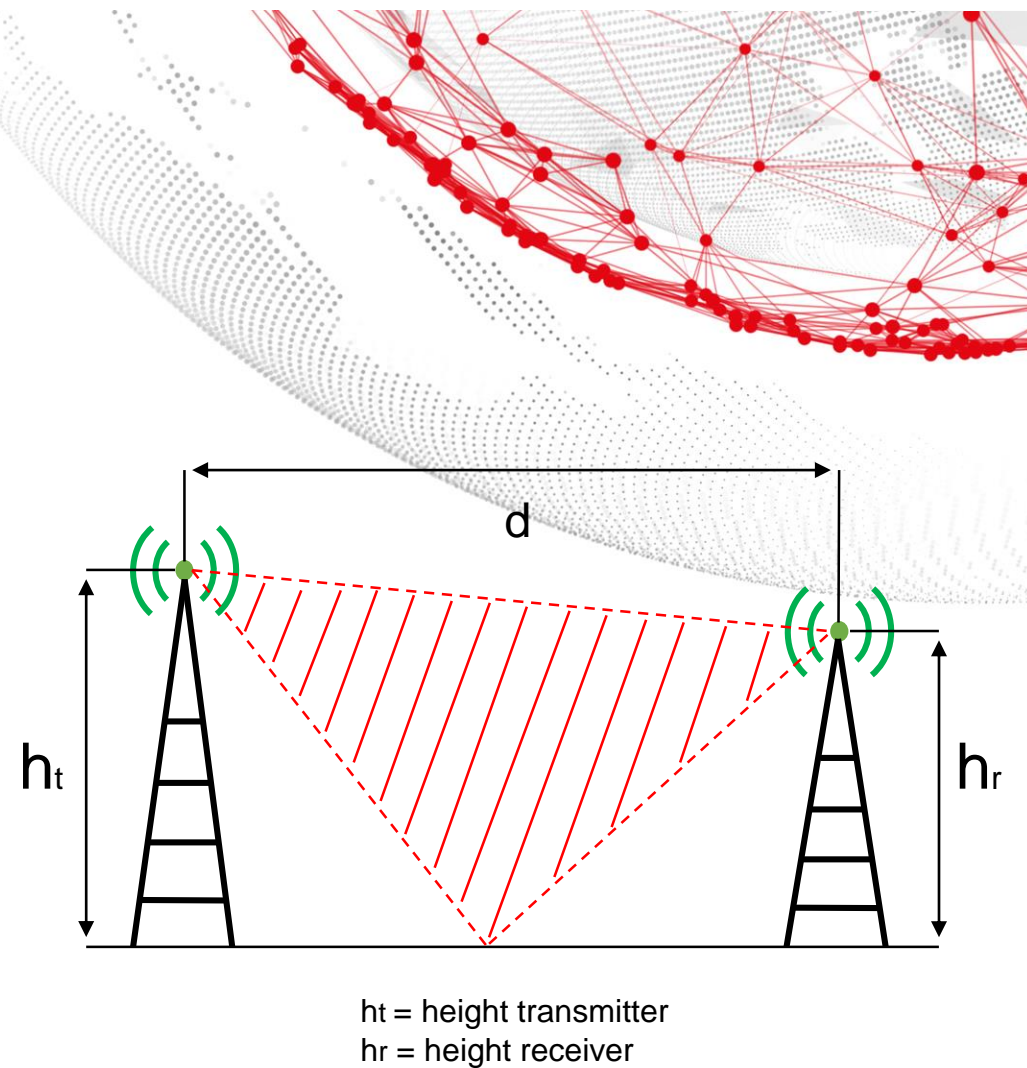 d
ht
hr
ht = height transmitter
hr = height receiver